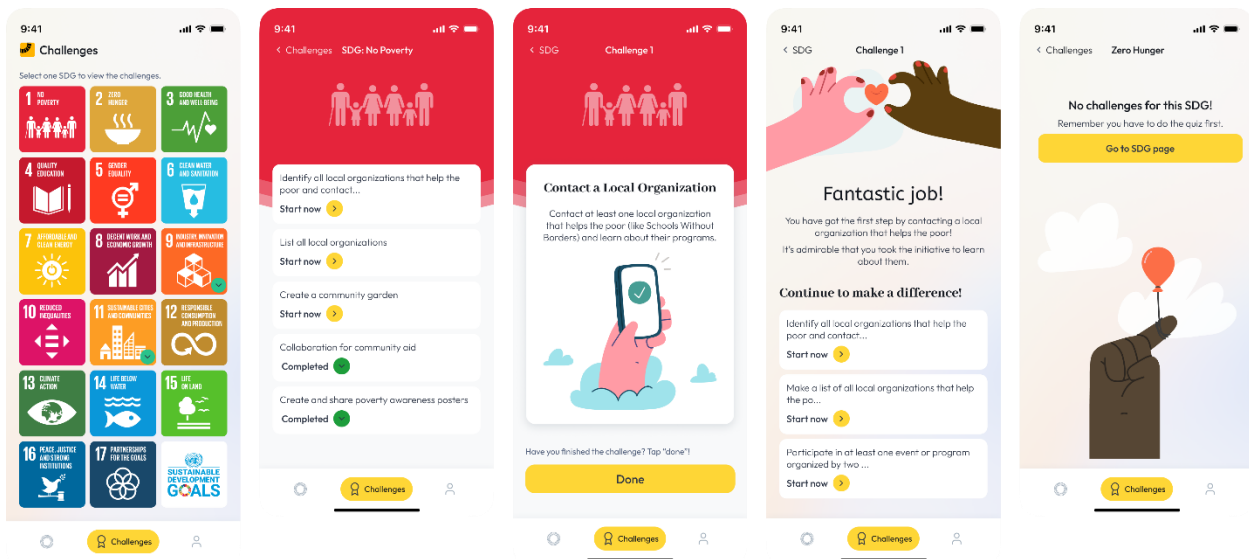 9:41
Challenges
Select one SDG to view the challenges.
1 NO
POVERTY
2 ZERO
HUNGER
3 GOOD HEALTH
AND WELL-BEING
4 QUALITY
EDUCATION
5 GENDER
EQUALITY
6 CLEAN WATER
AND SANITATION
7 AFFORDABLE AND
CLEAN ENERGY
8 DECENT WORK AND
ECONOMIC GROWTH
9 INDUSTRY, INNOVATION
AND INFRASTRUCTURE
10 REDUCED
INEQUALITIES
11 SUSTAINABLE CITIES
AND COMMUNITIES
12 RESPONSIBLE
CONSUMPTION
AND PRODUCTION
13 CLIMATE
ACTION
14 LIFE BELOW
WATER
15 LIFE
ON LAND
16 PEACE, JUSTICE
AND STRONG
INSTITUTIONS
17 PARTNERSHIPS
FOR THE GOALS
SUSTAINABLE
DEVELOPMENT
GOALS
Challenges
9:41
Challenges SDG: No Poverty
Identify all local organizations that help the
poor and contact...
Start now
List all local organizations
Start now
Create a community garden
Start now
Collaboration for community aid
Completed
Create and share poverty awareness posters
Completed
Challenges
9:41
SDG Challenge 1
Contact a Local Organization
Contact at least one local organization
that helps the poor (like Schools Without
Borders) and learn about their programs.
Have you finished the challenge? Tap "done"!
Done
Challenges
9:41
SDG Challenge 1
Fantastic job!
You have got the first step by contacting a local
organization that helps the poor!
It's admirable that you took the initiative to learn
about them.
Continue to make a difference!
Identify all local organizations that help the
poor and contact...
Start now
Make a list of all local organizations that help
the po...
Start now
Participate in at least one event or program
organized by two ...
Start now
Challenges
9:41
Challenges Zero Hunger
No challenges for this SDG!
Remember you have to do the quiz first.
Go to SDG page
Challenges